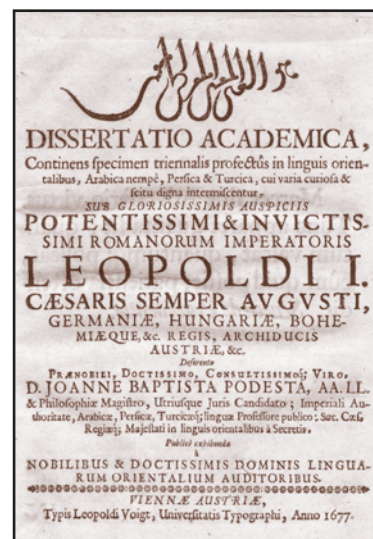 DISSERTATIO ACADEMICA,
Continens specimen triennalis profectûs in linguis orien-
talibus, Arabica nempè, Persica & Turcica, cui varia curiosa &
scitu digna intermiscentur,
SUB GLORIOSISSIMIS AUSPICIIS
POTENTISSIMI & INVICTIS-
SIMI ROMANORUM IMPERATORIS
LEOPOLDI I.
CÆSARIS SEMPER AVGVSTI,
GERMANIÆ, HUNGARIÆ, BOHE-
MIÆQUE, &c. REGIS, ARCHIDUCIS
AUSTRIÆ, &c.
Deferente
PRÆNOBILI, DOCTISSIMO, CONSULTISSIMOq; VIRO,
D. JOANNE BAPTISTA PODESTÀ, AA. LL.
& Philosophiæ Magistro, Utriusque Juris Candidato; Imperiali Au-
thoritate, Arabicæ, Persicæ, Turcicæq; linguæ Professore publico; Sac. Cæs.
Regiæq; Majestati in linguis orientalibus à Secretis.
Publicè exhibenda
à
NOBILIBUS & DOCTISSIMIS DOMINIS LINGUA-
RUM ORIENTALIUM AUDITORIBUS.
VIENNÆ AUSTRIÆ,
Typis Leopoldi Voigt, Universitatis Typographi, Anno 1677.